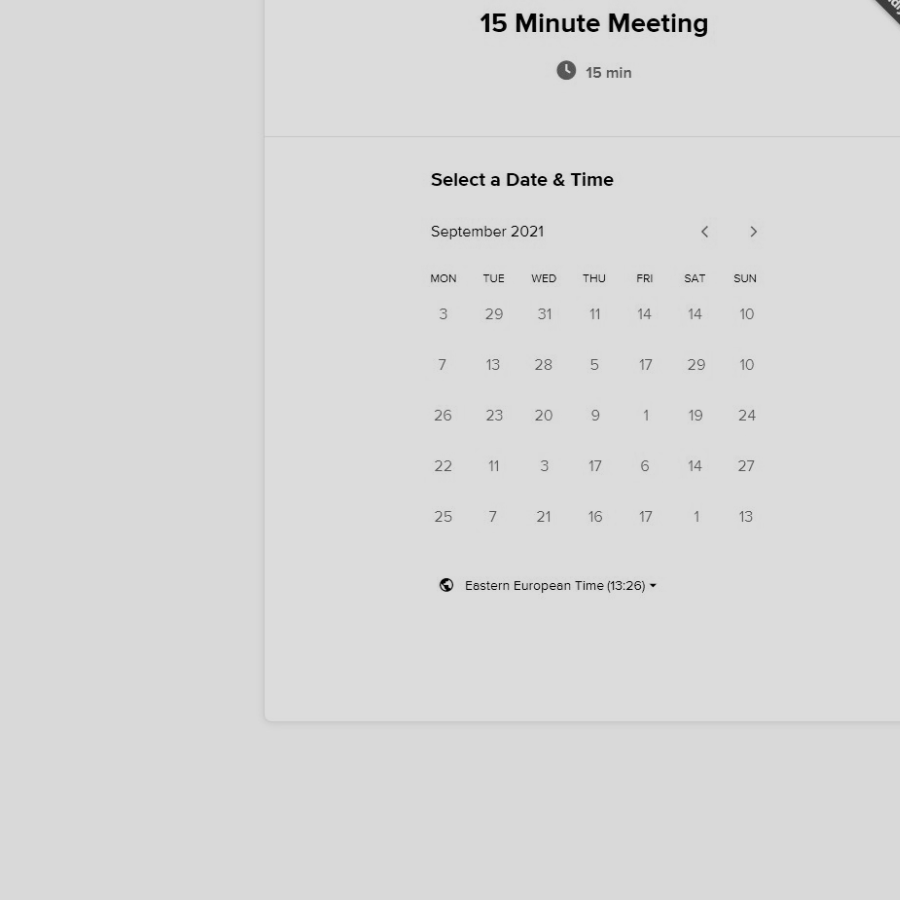 15 Minute Meeting
15 min
Select a Date & Time
September 2021
MON TUE WED THU FRI SAT SUN
3 29 31 11 14 14 10
7 13 28 5 17 29 10
26 23 20 9 1 19 24
22 11 3 17 6 14 27
25 7 21 16 17 1 13
Eastern European Time (13:26)